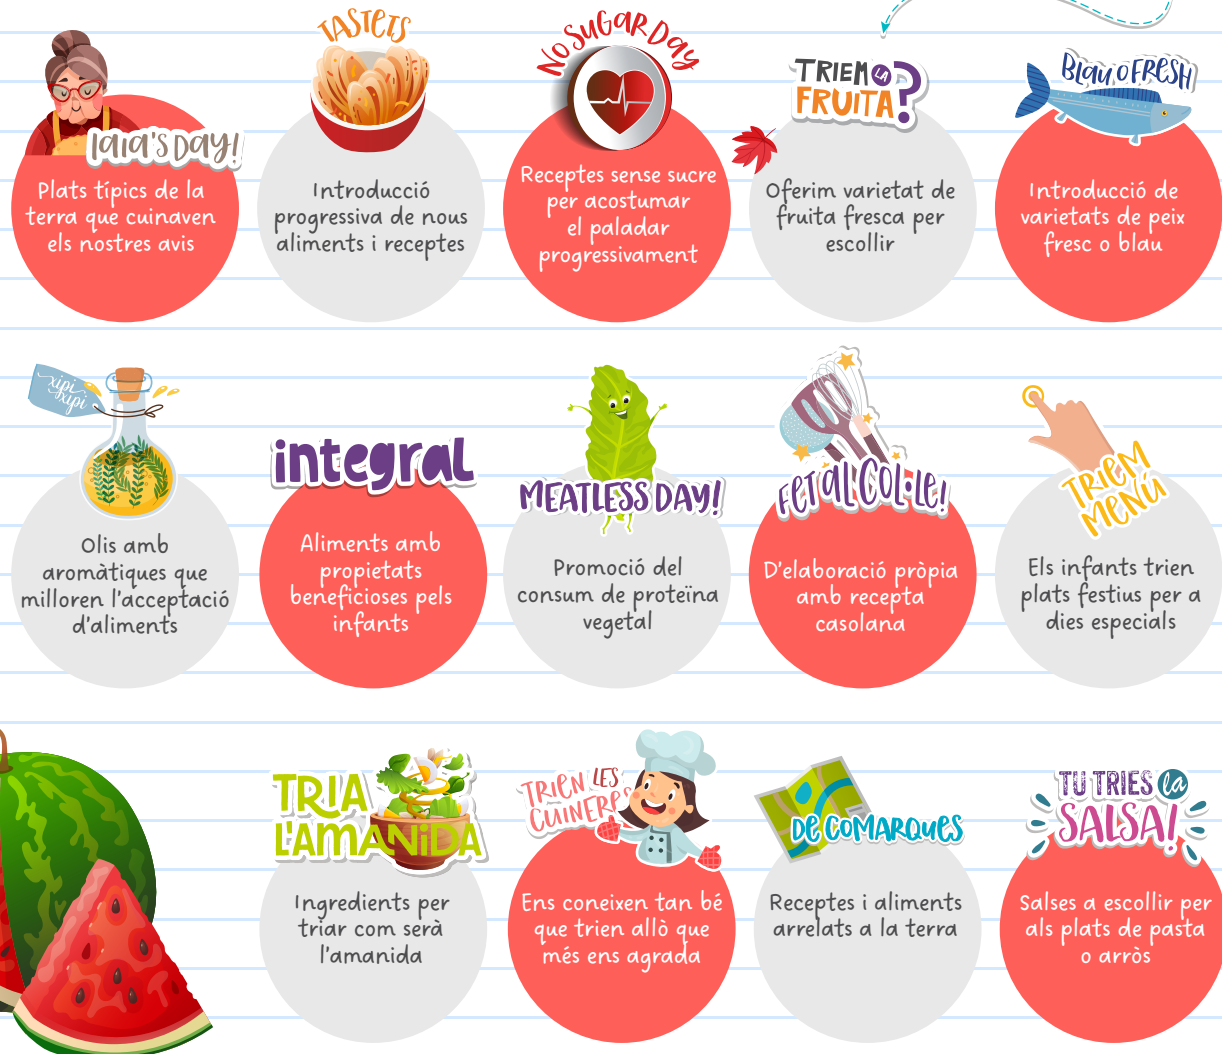 Iaia's Day!
Plats típics de la
terra que cuinaven
els nostres avis
TASTETS
Introducció
progressiva de nous
aliments i receptes
No Sugar Day
Receptes sense sucre
per acostumar
el paladar
progressivament
TRIEM LA
FRUITA?
Oferim varietat de
fruita fresca per
escollir
Blau o FRESH
Introducció de
varietats de peix
fresc o blau
xipi
xipi
Olis amb
aromàtiques que
milloren l'acceptació
d'aliments
integral
Aliments amb
propietats
beneficioses pels
infants
MEATLESS DAY!
Promoció del
consum de proteïna
vegetal
FET AL COL·LE!
D'elaboració pròpia
amb recepta
casolana
TRIEM
MENÚ
Els infants trien
plats festius per a
dies especials
TRIA
L'AMANIDA
Ingredients per
triar com serà
l'amanida
TRIEN LES
CUINERES
Ens coneixen tan bé
que trien allò que
més ens agrada
DE COMARQUES
Receptes i aliments
arrelats a la terra
TU TRIES la
SALSA!
Salses a escollir per
als plats de pasta
o arròs